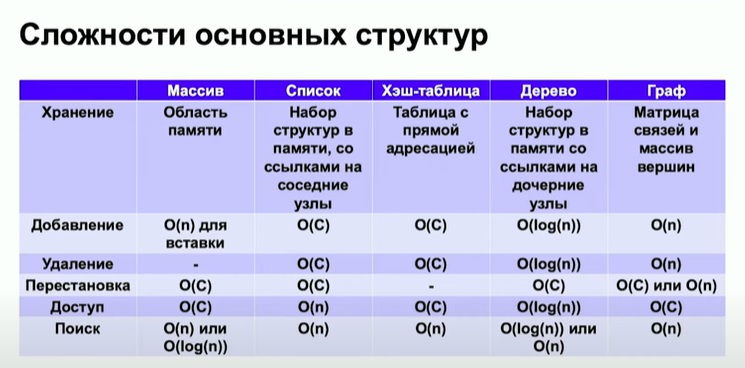 Сложности основных структур
Массив Список Хэш-таблица Дерево Граф
Хранение Область Набор Таблица с Набор Матрица
памяти структур в прямой структур в связей и
памяти, со адресацией памяти со массив
ссылками на ссылками на вершин
соседние дочерние
узлы узлы
Добавление O(n) для O(C) O(C) O(log(n)) O(n)
вставки
Удаление - O(C) O(C) O(log(n)) O(n)
Перестановка O(C) O(C) - O(C) O(C) или O(n)
Доступ O(C) O(n) O(C) O(log(n)) O(C)
Поиск O(n) или O(n) O(n) O(log(n)) или O(n)
O(log(n)) O(n)